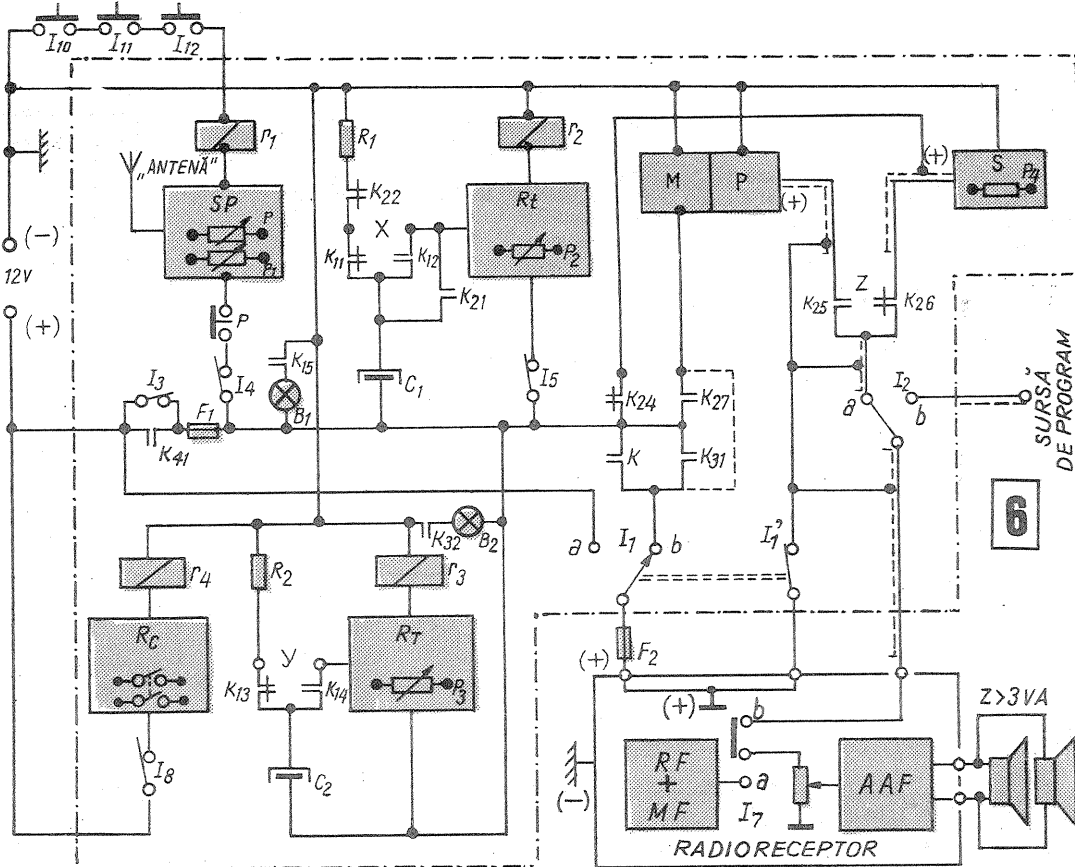 I10 I11 I12
„ANTENĂ"
r1
R1
r2
SP
P
P1
K22
X
K11
K12
Rt
P2
M
P
(+)
(+)
S
P4
(-)
12V
(+)
P
K21
K25
Z
K26
I3
F1
I4
K15
B1
C1
I5
K24
K27
a
I2
b
SURSĂ
DE PROGRAM
K41
K
K31
6
r4
R2
K32
B2
r3
a
I1
b
I1'
RC
Y
K13
K14
RT
P3
F2
(+)
I8
C2
(+)
b
Z>3VA
(-)
RF
+
MF
a
I7
AAF
RADIORECEPTOR